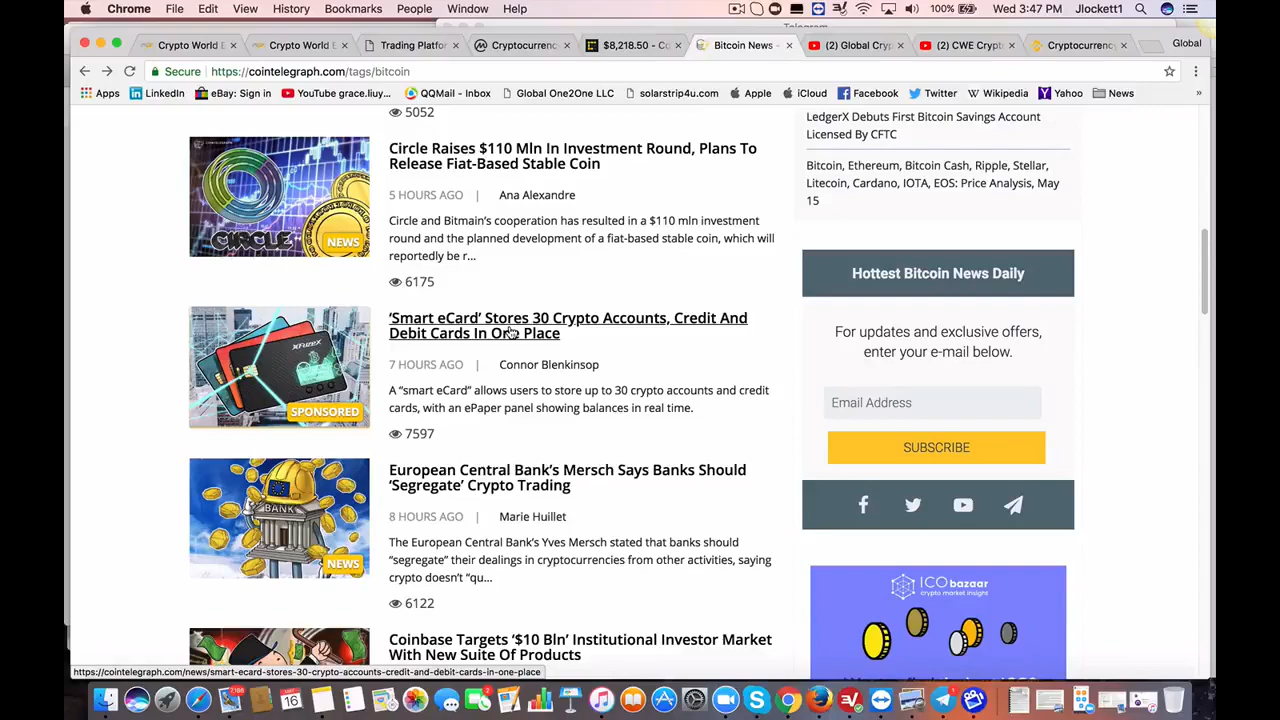 Chrome File Edit View History Bookmarks People Window Help 100% Wed 3:47 PM Jlockett1
Telegram
Crypto World E Crypto World E Trading Platfor Cryptocurrenc $8,218.50 - Co Bitcoin News - (2) Global Cryp (2) CWE Crypt Cryptocurrency Global
Secure https://cointelegraph.com/tags/bitcoin
Apps LinkedIn eBay: Sign in YouTube grace.liuy... QQMail - Inbox Global One2One LLC solarstrip4u.com Apple iCloud Facebook Twitter Wikipedia Yahoo News »
5052
Circle Raises $110 Mln In Investment Round, Plans To
Release Fiat-Based Stable Coin
5 HOURS AGO | Ana Alexandre
Circle and Bitmain's cooperation has resulted in a $110 mln investment
round and the planned development of a fiat-based stable coin, which will
reportedly be r...
6175
CIRCLE
NEWS
‘Smart eCard’ Stores 30 Crypto Accounts, Credit And
Debit Cards In One Place
7 HOURS AGO | Connor Blenkinsop
A “smart eCard” allows users to store up to 30 crypto accounts and credit
cards, with an ePaper panel showing balances in real time.
7597
XFUZEX
SPONSORED
European Central Bank’s Mersch Says Banks Should
‘Segregate’ Crypto Trading
8 HOURS AGO | Marie Huillet
The European Central Bank’s Yves Mersch stated that banks should
“segregate” their dealings in cryptocurrencies from other activities, saying
crypto doesn’t “qu...
6122
BANK
NEWS
Coinbase Targets ‘$10 Bln’ Institutional Investor Market
With New Suite Of Products
LedgerX Debuts First Bitcoin Savings Account
Licensed By CFTC
Bitcoin, Ethereum, Bitcoin Cash, Ripple, Stellar,
Litecoin, Cardano, IOTA, EOS: Price Analysis, May
15
Hottest Bitcoin News Daily
For updates and exclusive offers,
enter your e-mail below.
Email Address
SUBSCRIBE
ICObazaar
crypto market insight
https://cointelegraph.com/news/smart-ecard-stores-30-crypto-accounts-credit-and-debit-cards-in-one-place
7,186
16
2